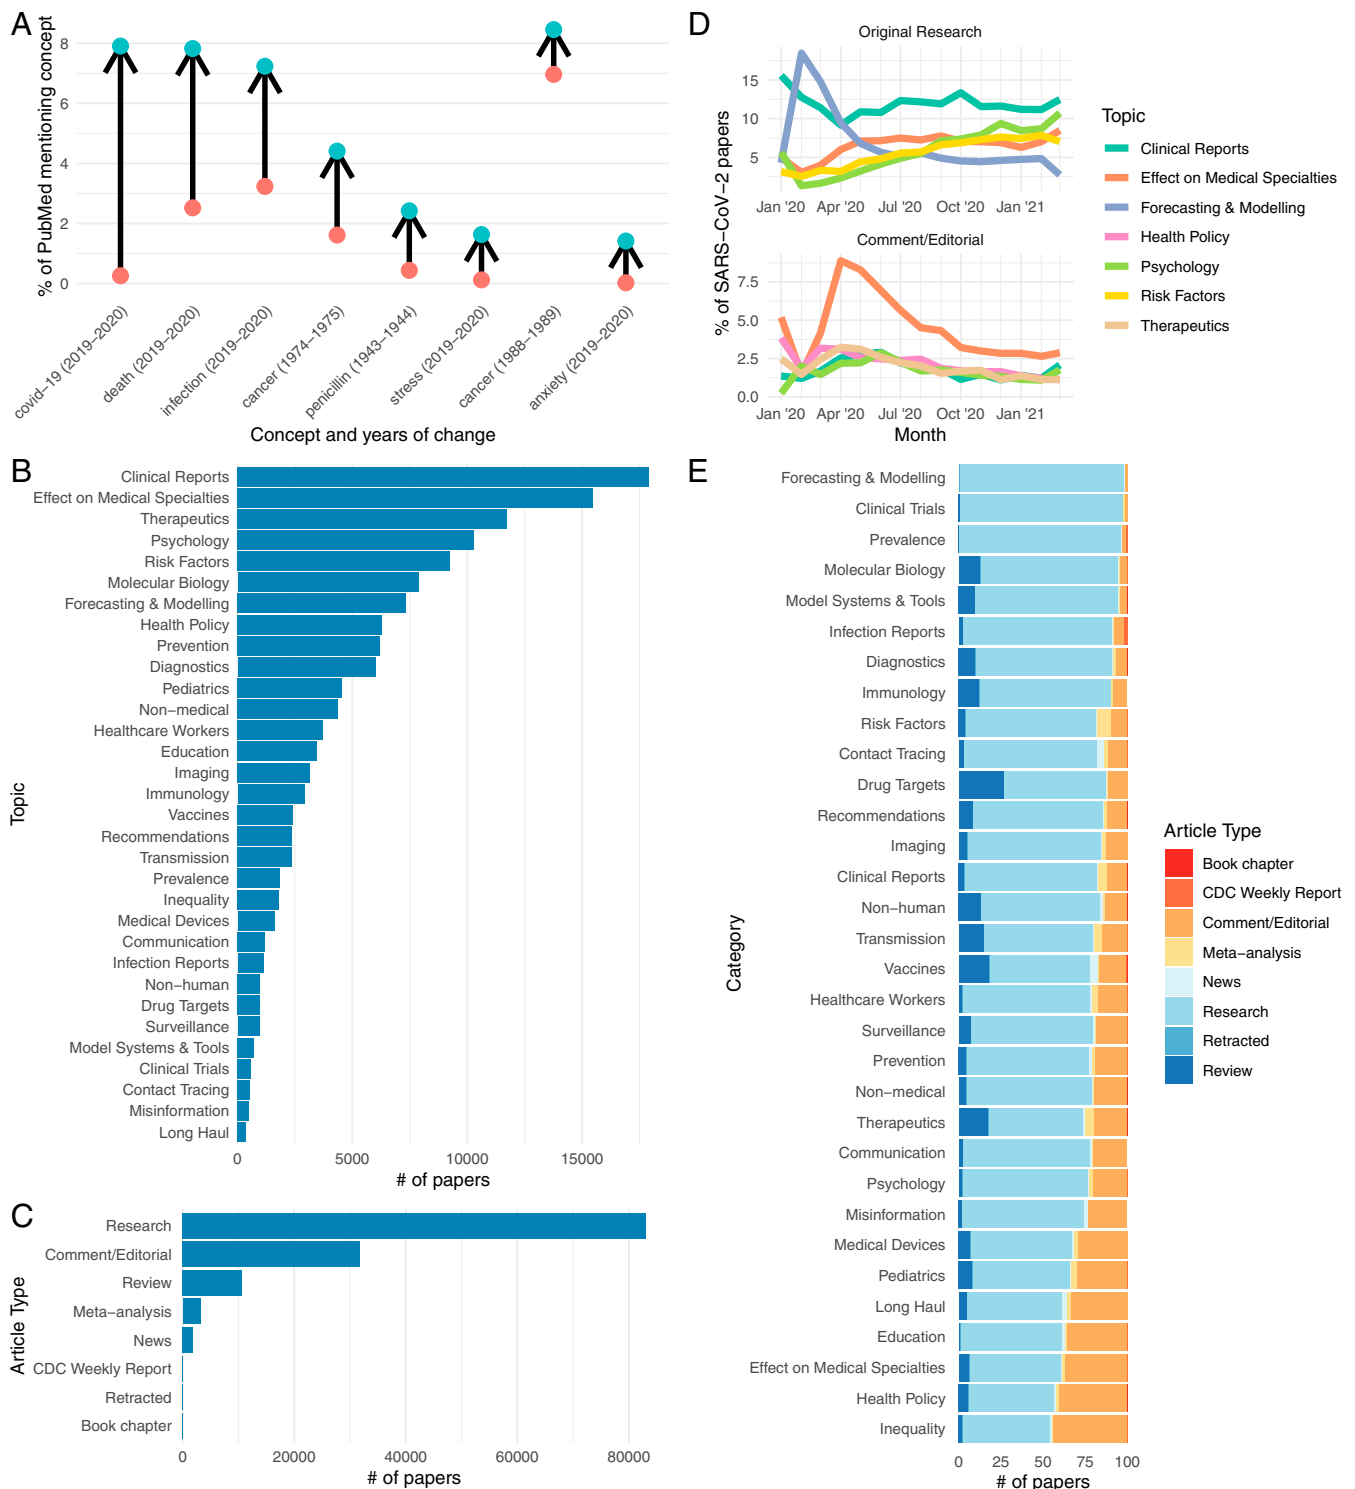 A
% of PubMed mentioning concept
8
6
4
2
0
covid−19 (2019−2020)
death (2019−2020)
infection (2019−2020)
cancer (1974−1975)
penicillin (1943−1944)
stress (2019−2020)
cancer (1988−1989)
anxiety (2019−2020)
Concept and years of change
D
Original Research
% of SARS−CoV−2 papers
15
10
5
Jan '20 Apr '20 Jul '20 Oct '20 Jan '21
Comment/Editorial
7.5
5.0
2.5
0.0
Jan '20 Apr '20 Jul '20 Oct '20 Jan '21
Month
Topic
Clinical Reports
Effect on Medical Specialties
Forecasting & Modelling
Health Policy
Psychology
Risk Factors
Therapeutics
B
Topic
Clinical Reports
Effect on Medical Specialties
Therapeutics
Psychology
Risk Factors
Molecular Biology
Forecasting & Modelling
Health Policy
Prevention
Diagnostics
Pediatrics
Non−medical
Healthcare Workers
Education
Imaging
Immunology
Vaccines
Recommendations
Transmission
Prevalence
Inequality
Medical Devices
Communication
Infection Reports
Non−human
Drug Targets
Surveillance
Model Systems & Tools
Clinical Trials
Contact Tracing
Misinformation
Long Haul
0 5000 10000 15000
# of papers
C
Article Type
Research
Comment/Editorial
Review
Meta−analysis
News
CDC Weekly Report
Retracted
Book chapter
0 20000 40000 60000 80000
# of papers
E
Category
Forecasting & Modelling
Clinical Trials
Prevalence
Molecular Biology
Model Systems & Tools
Infection Reports
Diagnostics
Immunology
Risk Factors
Contact Tracing
Drug Targets
Recommendations
Imaging
Clinical Reports
Non−human
Transmission
Vaccines
Healthcare Workers
Surveillance
Prevention
Non−medical
Therapeutics
Communication
Psychology
Misinformation
Medical Devices
Pediatrics
Long Haul
Education
Effect on Medical Specialties
Health Policy
Inequality
0 25 50 75 100
# of papers
Article Type
Book chapter
CDC Weekly Report
Comment/Editorial
Meta−analysis
News
Research
Retracted
Review